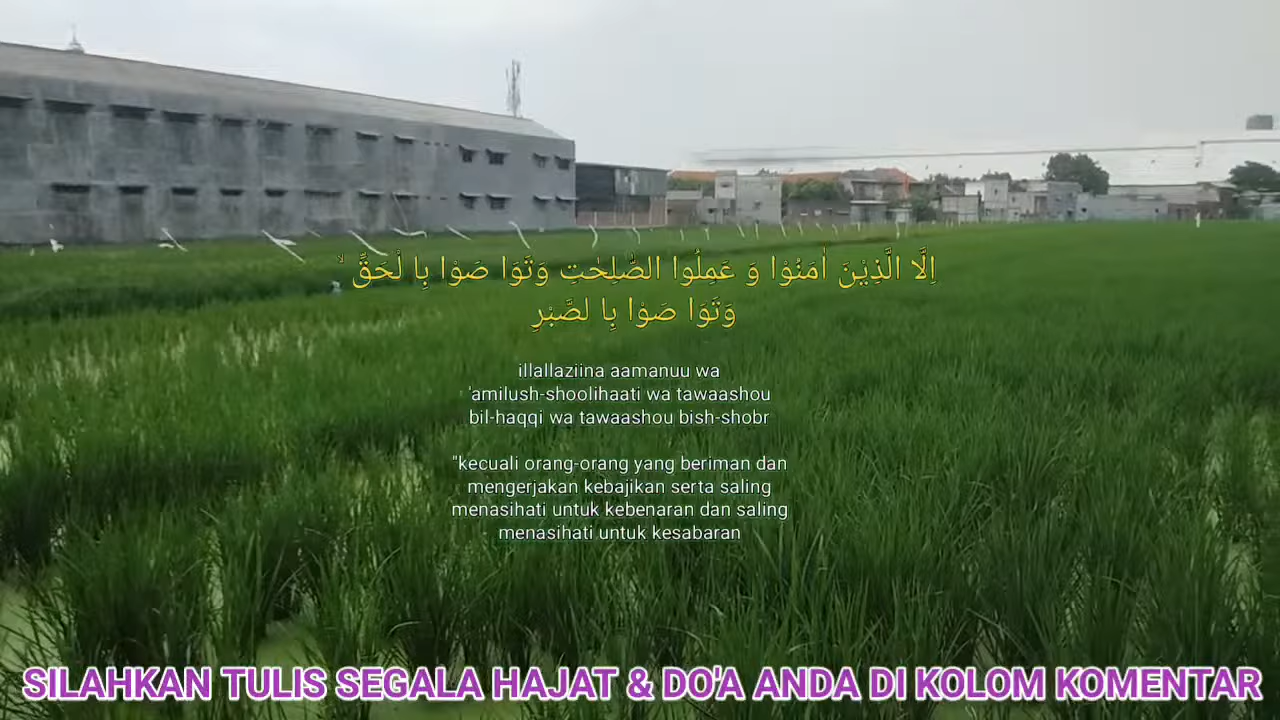 اِلَّا الَّذِيْنَ اٰمَنُوْا وَ عَمِلُوا الصّٰلِحٰتِ وَتَوَا صَوْا بِا لْحَقِّ ۙ
وَتَوَا صَوْا بِا لصَّبْرِ
illallaziina aamanuu wa
'amilush-shoolihaati wa tawaashou
bil-haqqi wa tawaashou bish-shobr
"kecuali orang-orang yang beriman dan
mengerjakan kebajikan serta saling
menasihati untuk kebenaran dan saling
menasihati untuk kesabaran
SILAHKAN TULIS SEGALA HAJAT & DO'A ANDA DI KOLOM KOMENTAR